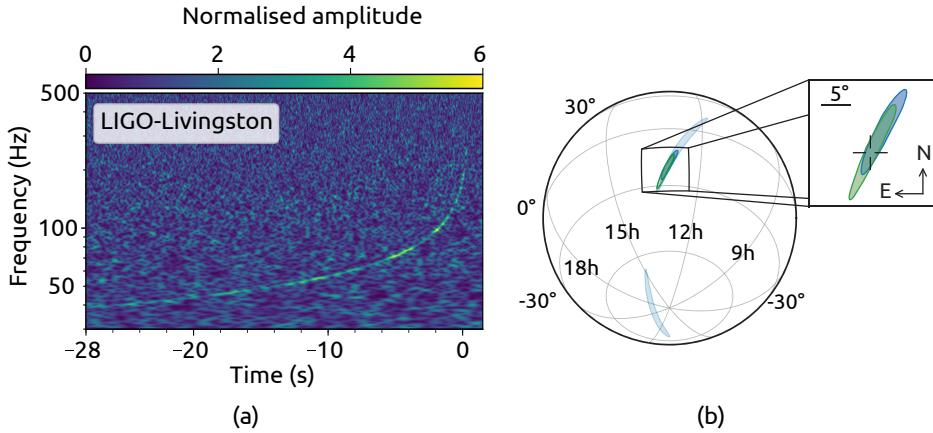 Normalised amplitude
0 2 4 6
500
100
50
Frequency (Hz)
LIGO-Livingston
−28 −20 −10 0
Time (s)
(a)
30°
0°
-30°
15h 12h
18h 9h
-30°
5°
N
E
(b)